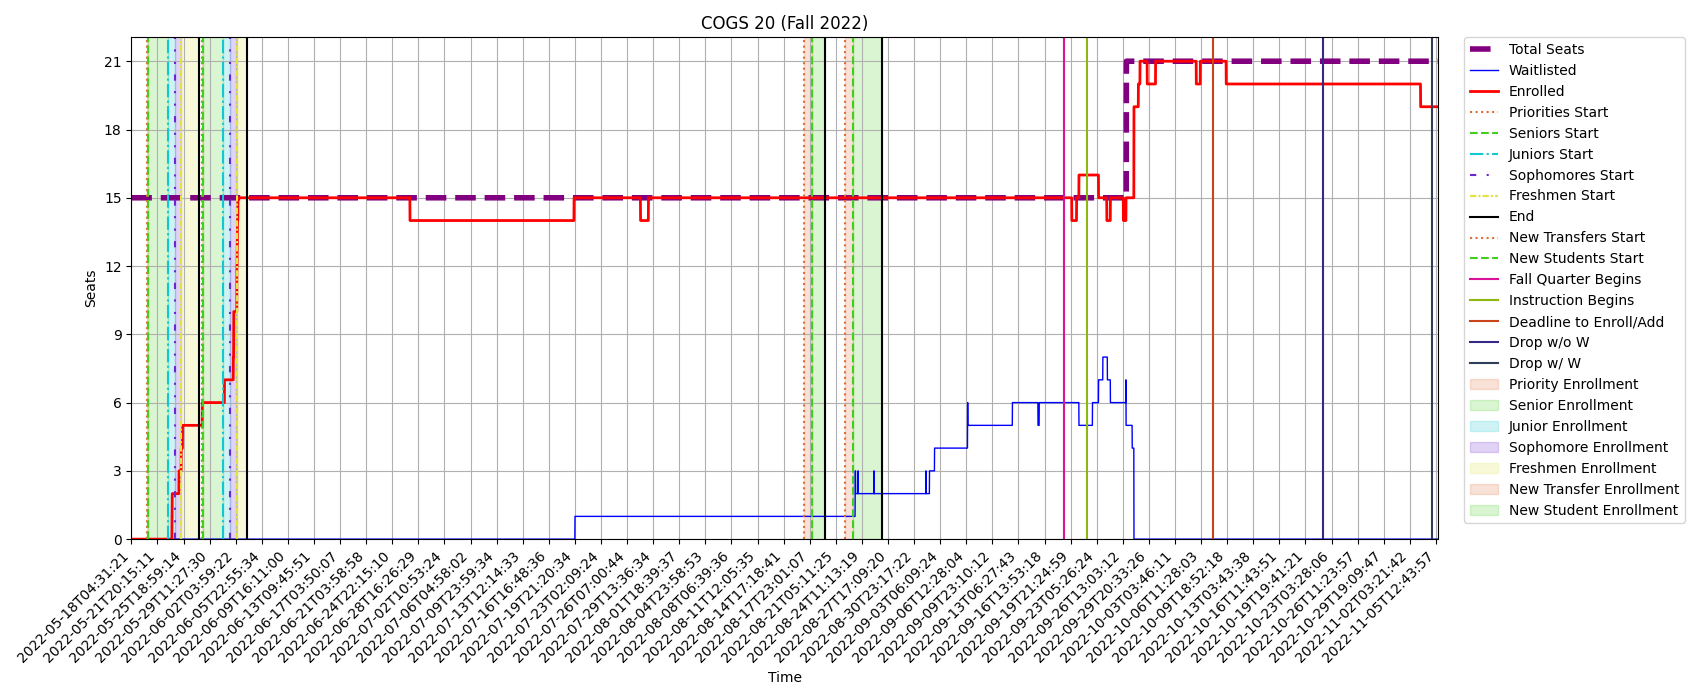 COGS 20 (Fall 2022)
21
18
15
12
9
6
3
0
Seats
2022-05-18T04:31:21
2022-05-21T20:15:11
2022-05-25T18:59:14
2022-05-29T11:27:30
2022-06-02T03:59:22
2022-06-05T22:55:34
2022-06-09T16:11:00
2022-06-13T09:45:51
2022-06-17T03:50:07
2022-06-21T03:58:58
2022-06-24T22:15:10
2022-06-28T16:26:29
2022-07-02T10:53:24
2022-07-06T04:58:02
2022-07-09T23:59:34
2022-07-13T12:14:33
2022-07-16T16:48:36
2022-07-19T21:20:34
2022-07-23T02:09:24
2022-07-26T07:00:44
2022-07-29T13:36:34
2022-08-01T18:39:37
2022-08-04T23:58:53
2022-08-08T06:39:36
2022-08-11T12:05:35
2022-08-14T17:18:41
2022-08-17T23:01:07
2022-08-21T05:11:25
2022-08-24T11:13:19
2022-08-27T17:09:20
2022-08-30T23:17:22
2022-09-03T06:09:24
2022-09-06T12:28:04
2022-09-09T23:10:12
2022-09-13T06:27:43
2022-09-16T13:53:18
2022-09-19T21:24:59
2022-09-23T05:26:24
2022-09-26T13:03:12
2022-09-29T20:33:26
2022-10-03T03:46:11
2022-10-06T11:28:03
2022-10-09T18:52:18
2022-10-13T03:43:38
2022-10-16T11:43:51
2022-10-19T19:41:21
2022-10-23T03:28:06
2022-10-26T11:23:57
2022-10-29T19:09:47
2022-11-02T03:21:42
2022-11-05T12:43:57
Time
Total Seats
Waitlisted
Enrolled
Priorities Start
Seniors Start
Juniors Start
Sophomores Start
Freshmen Start
End
New Transfers Start
New Students Start
Fall Quarter Begins
Instruction Begins
Deadline to Enroll/Add
Drop w/o W
Drop w/ W
Priority Enrollment
Senior Enrollment
Junior Enrollment
Sophomore Enrollment
Freshmen Enrollment
New Transfer Enrollment
New Student Enrollment